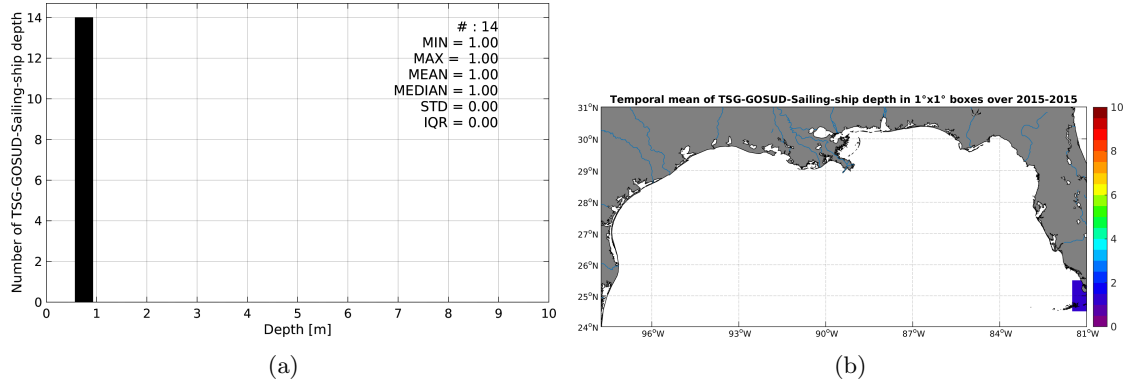 Number of TSG-GOSUD-Sailing-ship depth
14
12
10
8
6
4
2
0
# : 14
MIN = 1.00
MAX =  1.00
MEAN = 1.00
MEDIAN = 1.00
STD = 0.00
IQR = 0.00
0 1 2 3 4 5 6 7 8 9 10
Depth [m]
(a)
Temporal mean of TSG-GOSUD-Sailing-ship depth in 1°x1° boxes over 2015-2015
31°N
30°N
29°N
28°N
27°N
26°N
25°N
24°N
96°W 93°W 90°W 87°W 84°W 81°W
10
8
6
4
2
0
(b)